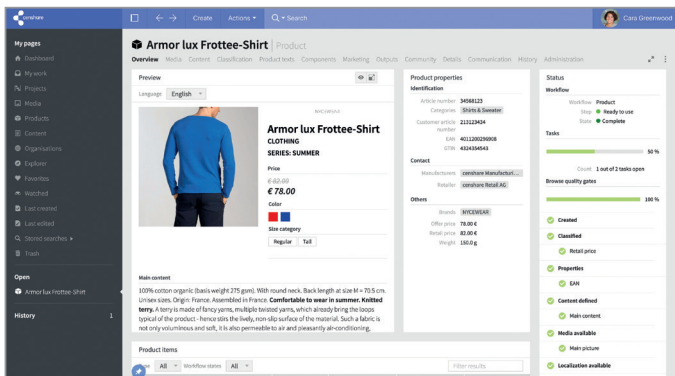 censhare
Create
Actions
Search
Cara Greenwood
My pages
Dashboard
My work
Projects
Media
Products
Content
Organisations
Explorer
Favorites
Watched
Last created
Last edited
Stored searches
Trash
Open
Armor lux Frottee-Shirt
History 1
Armor lux Frottee-Shirt | Product
Overview Media Content Classification Product texts Components Marketing Outputs Community Details Communication History Administration
Preview
Language English
NYCEWEAR
Armor lux Frottee-Shirt
CLOTHING
SERIES: SUMMER
Price
€ 82.00
€ 78.00
Color
Size category
Regular Tall
Main content
100% cotton organic (basis weight 275 gsm). With round neck. Back length at size M = 70.5 cm.
Unisex sizes. Origin: France. Assembled in France. Comfortable to wear in summer. Knitted
terry. A terry is made of fancy yarns, multiple twisted yarns, which already bring the loops
typical of the product - hence stirs the lively, non-slip surface of the material. Such a fabric is
not only voluminous and soft, it is also permeable to air and pleasantly air-conditioning,
Product items
All Workflow states All Filter results
Product properties
Identification
Article number 34568123
Categories Shirts & Sweater
Customer article 213123434
number
EAN 4011200296908
GTIN 4324354543
Contact
Manufacturers censhare Manufacturi...
Retailer censhare Retail AG
Others
Brands NYCEWEAR
Offer price 78.00 €
Retail price 82.00 €
Weight 150.0 g
Status
Workflow
Workflow Product
Step Ready to use
State Complete
Tasks
50 %
Count 1 out of 2 tasks open
Browse quality gates
100 %
Created
Classified
Retail price
Properties
EAN
Content defined
Main content
Media available
Main picture
Localization available